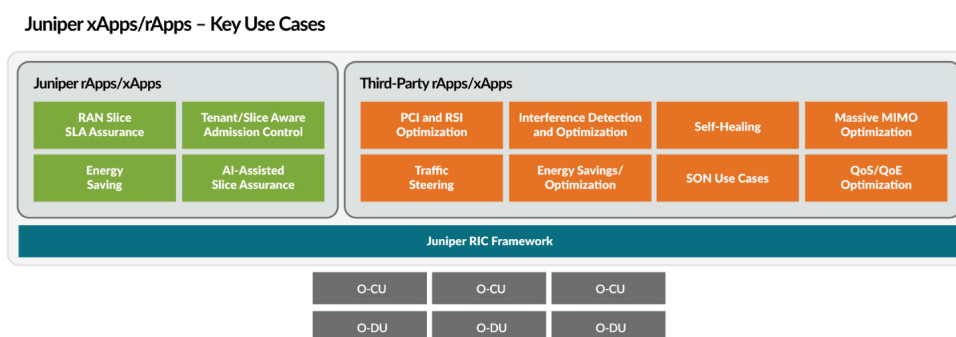 Juniper xApps/rApps – Key Use Cases
Juniper rApps/xApps
RAN Slice
SLA Assurance
Tenant/Slice Aware
Admission Control
Energy
Saving
AI-Assisted
Slice Assurance
Third-Party rApps/xApps
PCI and RSI
Optimization
Interference Detection
and Optimization
Self-Healing
Massive MIMO
Optimization
Traffic
Steering
Energy Savings/
Optimization
SON Use Cases
QoS/QoE
Optimization
Juniper RIC Framework
O-CU
O-CU
O-CU
O-DU
O-DU
O-DU